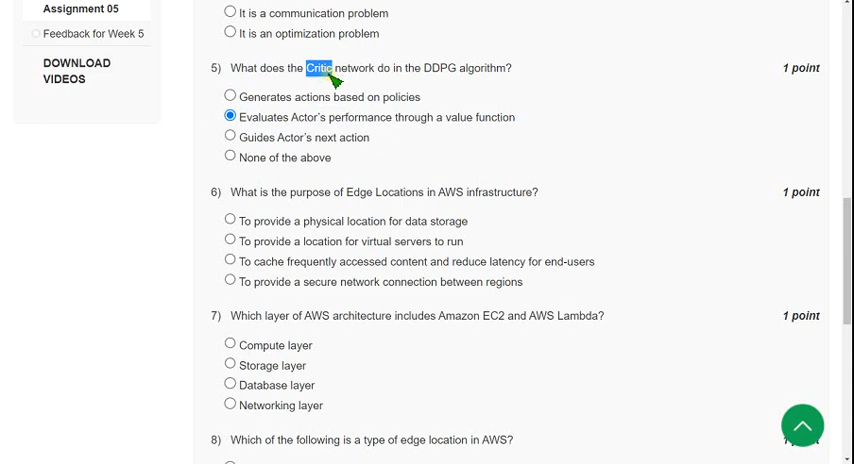 Assignment 05
Feedback for Week 5
DOWNLOAD
VIDEOS
It is a communication problem
It is an optimization problem
5) What does the Critic network do in the DDPG algorithm? 1 point
Generates actions based on policies
Evaluates Actor's performance through a value function
Guides Actor's next action
None of the above
6) What is the purpose of Edge Locations in AWS infrastructure? 1 point
To provide a physical location for data storage
To provide a location for virtual servers to run
To cache frequently accessed content and reduce latency for end-users
To provide a secure network connection between regions
7) Which layer of AWS architecture includes Amazon EC2 and AWS Lambda? 1 point
Compute layer
Storage layer
Database layer
Networking layer
8) Which of the following is a type of edge location in AWS?